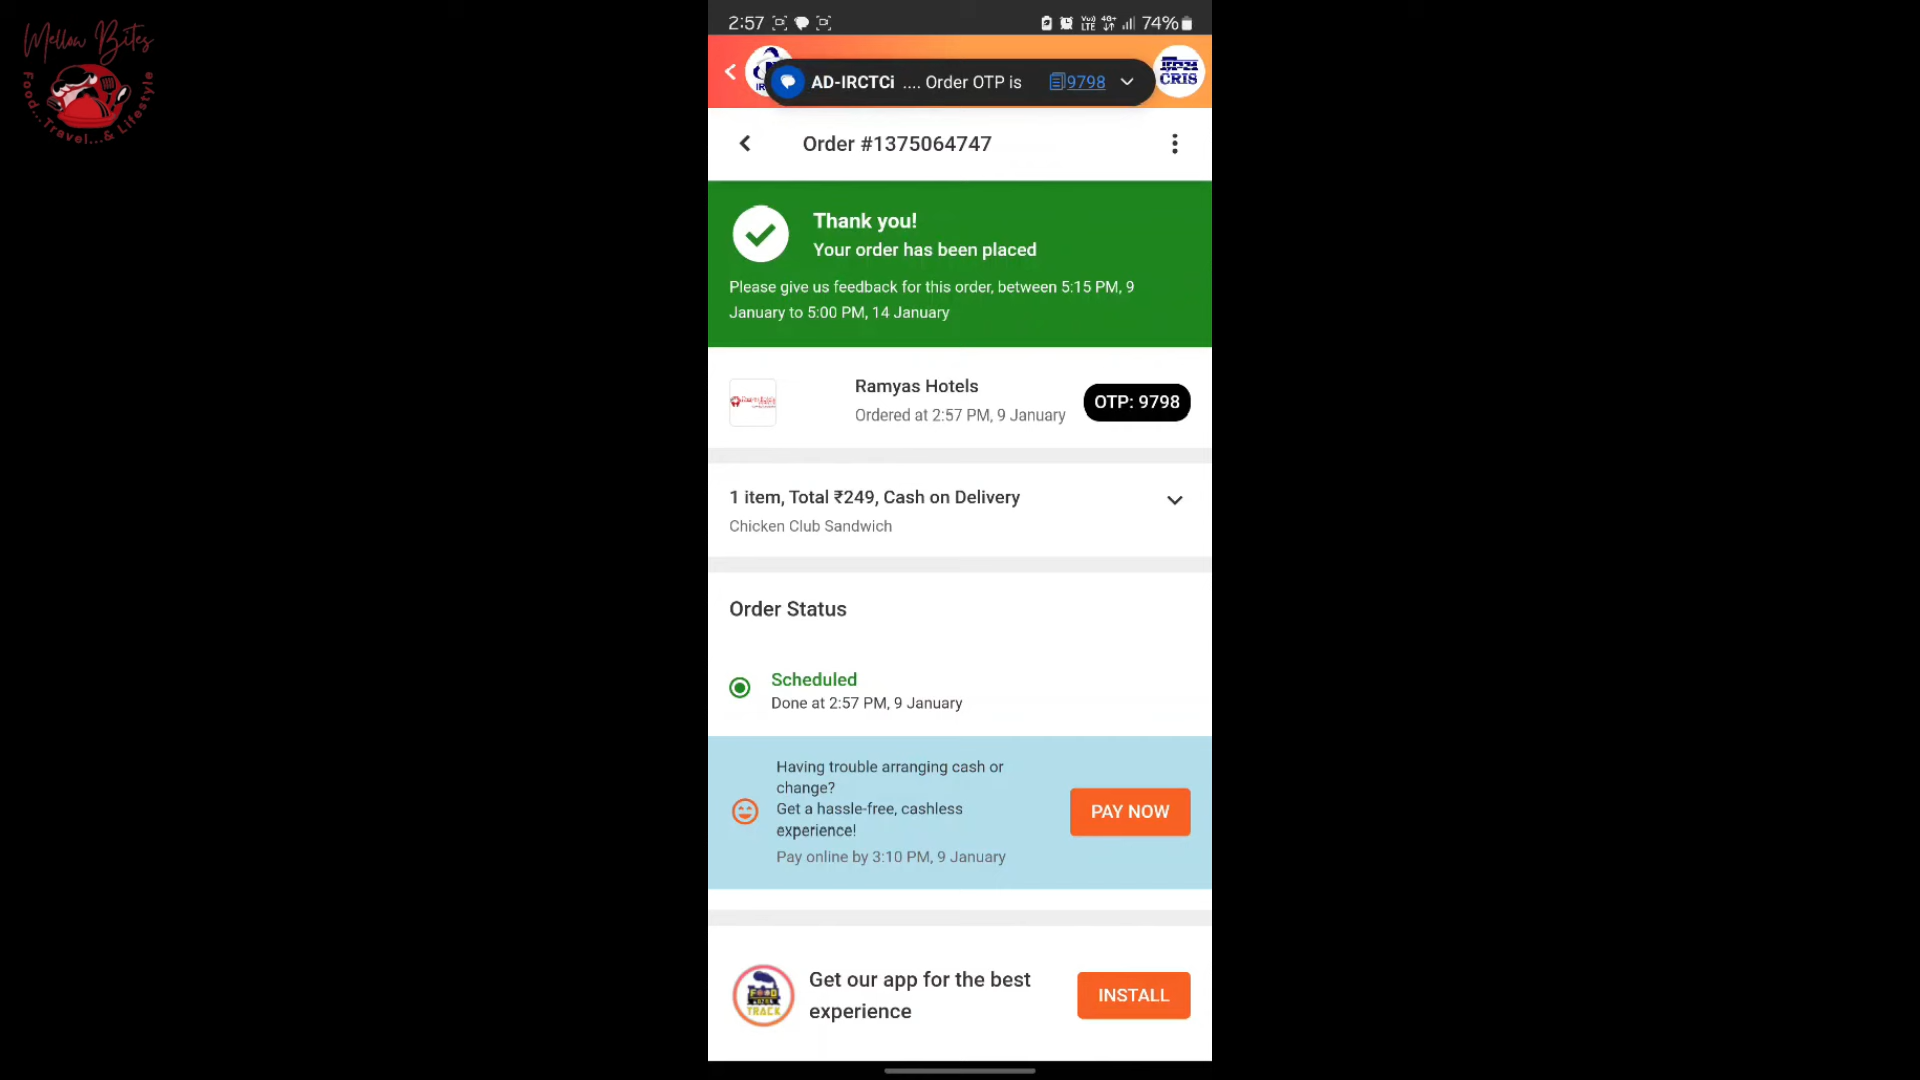 Mellow Bites
Food...Travel...& Lifestyle
2:57
Vo)) LTE 4G+ 74%
AD-IRCTCi .... Order OTP is 9798
CRIS
Order #1375064747
Thank you!
Your order has been placed
Please give us feedback for this order, between 5:15 PM, 9
January to 5:00 PM, 14 January
Ramyas Hotels
Ordered at 2:57 PM, 9 January
OTP: 9798
1 item, Total ₹249, Cash on Delivery
Chicken Club Sandwich
Order Status
Scheduled
Done at 2:57 PM, 9 January
Having trouble arranging cash or
change?
Get a hassle-free, cashless
experience!
Pay online by 3:10 PM, 9 January
PAY NOW
FOOD
TRACK
Get our app for the best
experience
INSTALL